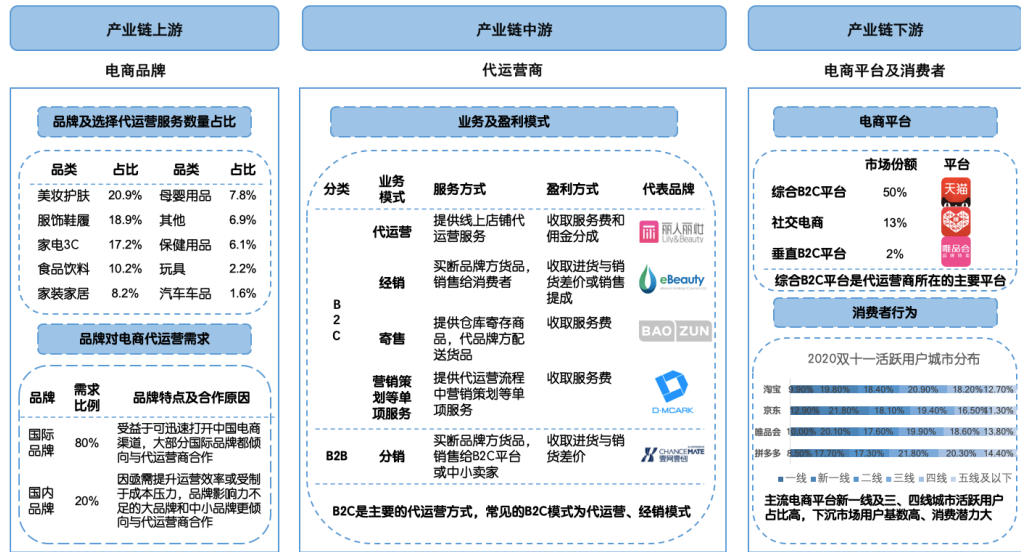 产业链上游
电商品牌
品牌及选择代运营服务数量占比
品类 占比 品类 占比
美妆护肤 20.9% 母婴用品 7.8%
服饰鞋履 18.9% 其他 6.9%
家电3C 17.2% 保健用品 6.1%
食品饮料 10.2% 玩具 2.2%
家装家居 8.2% 汽车车品 1.6%
品牌对电商代运营需求
品牌 需求比例 品牌特点及合作原因
国际品牌 80% 受益于可迅速打开中国电商
渠道，大部分国际品牌都倾
向与代运营商合作
国内品牌 20% 因亟需提升运营效率或受制
于成本压力，品牌影响力不
足的大品牌和中小品牌更倾
向与代运营商合作
产业链中游
代运营商
业务及盈利模式
分类 业务模式 服务方式 盈利方式 代表品牌
B2C
代运营 提供线上店铺代 收取服务费和
运营服务 佣金分成
丽人丽妆
Lily&Beauty
经销 买断品牌方货品， 收取进货与销
销售给消费者 货差价或销售
提成
eBeauty
寄售 提供仓库寄存商 收取服务费
品，代品牌方配
送货品
BAO ZUN
营销策划等单项服务 提供代运营流程 收取服务费
中营销策划等单
项服务
D-MCARK
B2B 分销 买断品牌方货品， 收取进货与销
销售给B2C平台 货差价
或中小卖家
CHANCEMATE
壹网壹创
B2C是主要的代运营方式，常见的B2C模式为代运营、经销模式
产业链下游
电商平台及消费者
电商平台
市场份额 平台
综合B2C平台 50% 天猫
社交电商 13%
垂直B2C平台 2% 唯品会
综合B2C平台是代运营商所在的主要平台
消费者行为
2020双十一活跃用户城市分布
淘宝 9.90% 19.80% 18.40% 20.90% 18.20% 12.70%
京东 12.90% 21.80% 18.10% 19.40% 16.50% 11.30%
唯品会 10.00% 20.10% 17.60% 19.90% 18.60% 13.80%
拼多多 8.50% 17.70% 17.30% 21.80% 20.30% 14.40%
一线 新一线 二线 三线 四线 五线及以下
主流电商平台新一线及三、四线城市活跃用户
占比高，下沉市场用户基数高、消费潜力大